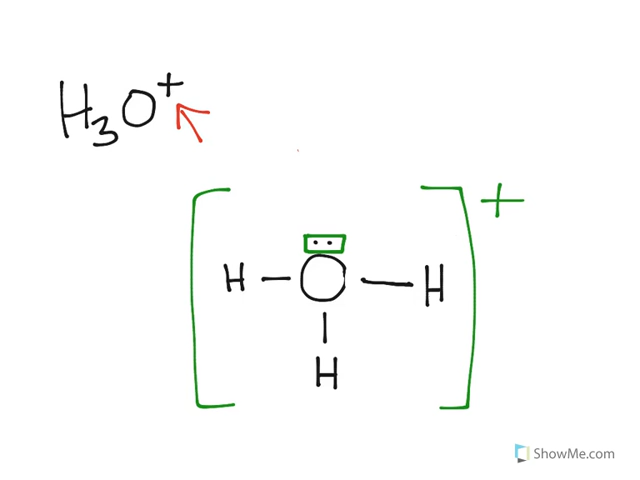 H₃O⁺
+
H — O — H
|
H
ShowMe.com